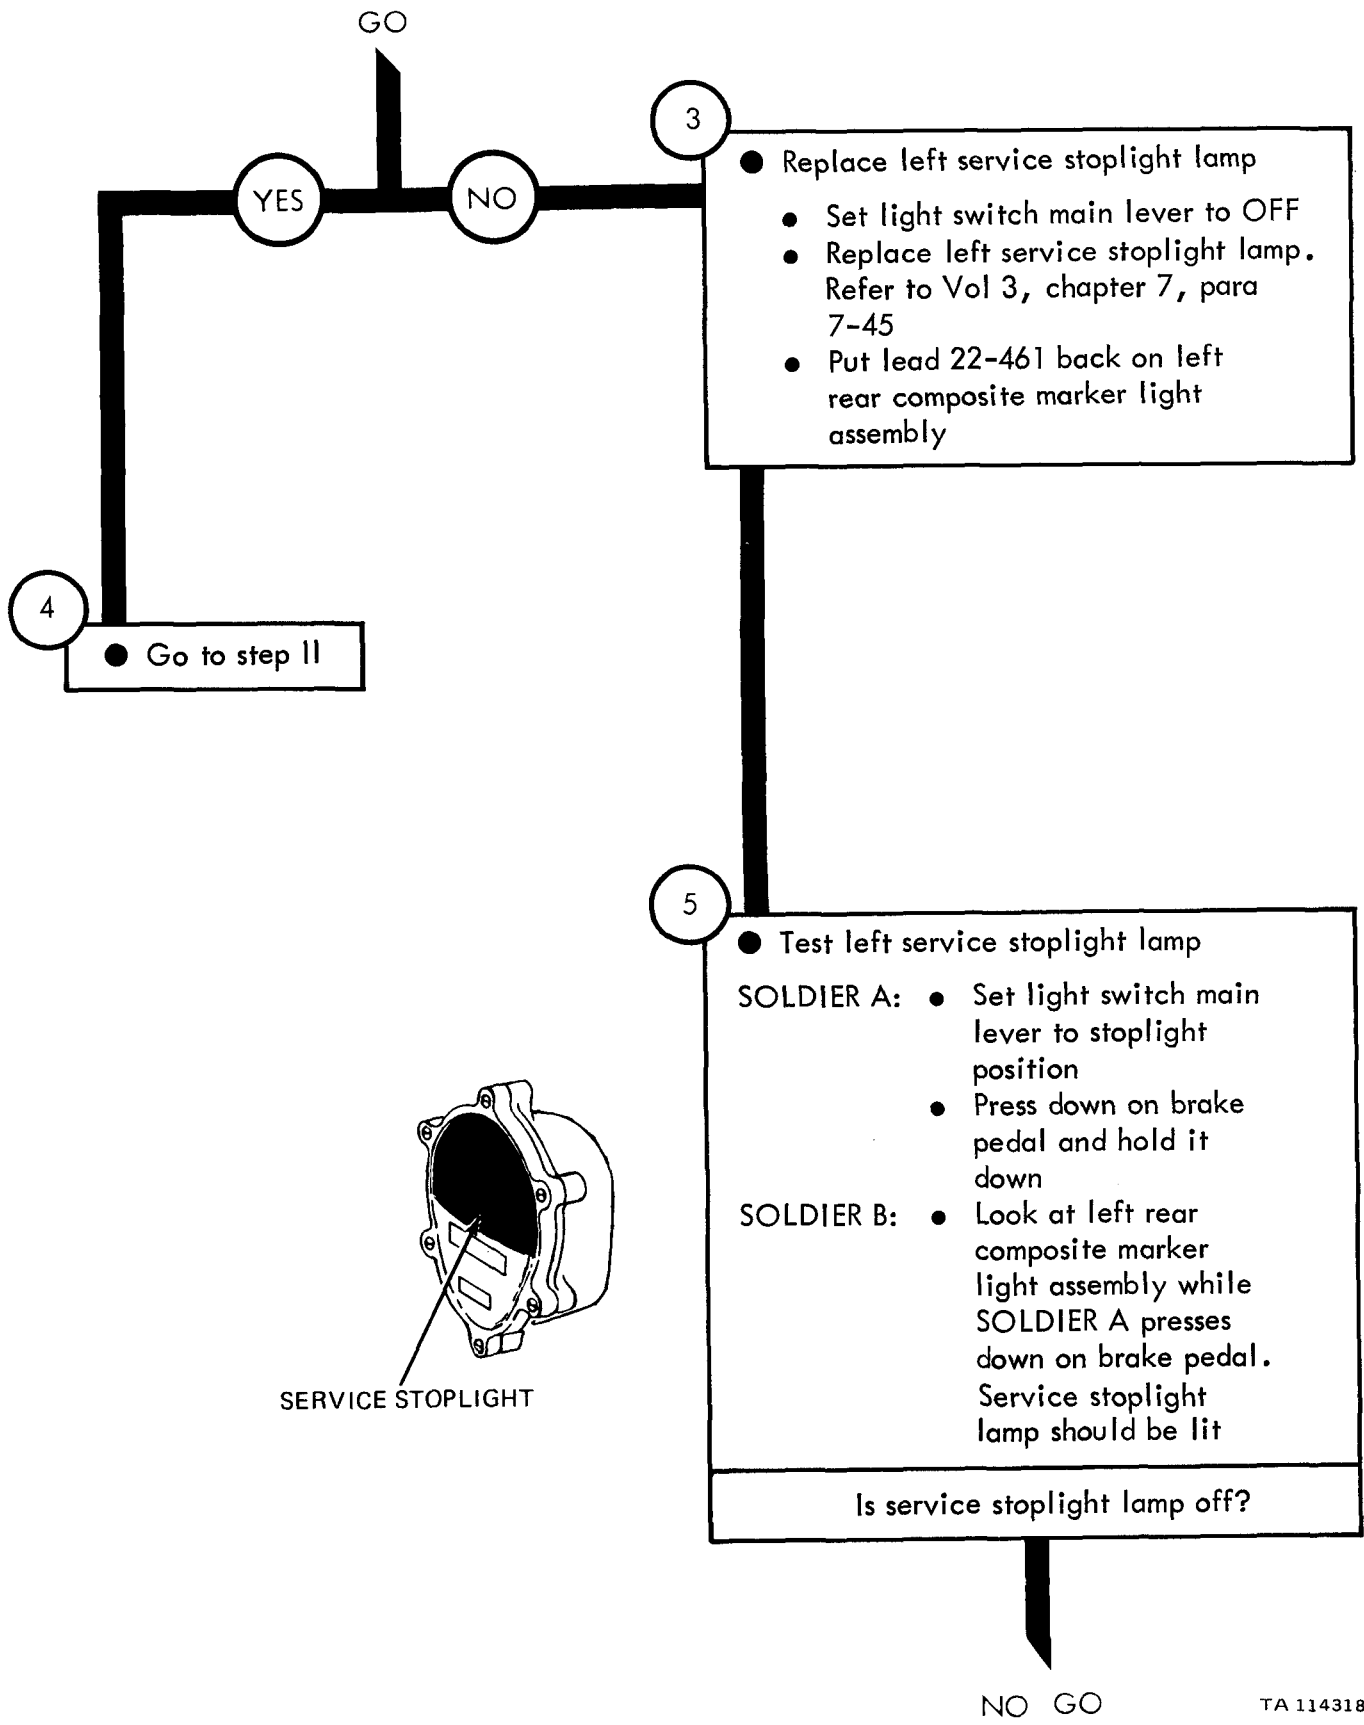 GO
YES
NO
3
● Replace left service stoplight lamp
● Set light switch main lever to OFF
● Replace left service stoplight lamp.
Refer to Vol 3, chapter 7, para
7-45
● Put lead 22-461 back on left
rear composite marker light
assembly
4
● Go to step 11
5
● Test left service stoplight lamp
SOLDIER A: ● Set light switch main
lever to stoplight
position
● Press down on brake
pedal and hold it
down
SOLDIER B: ● Look at left rear
composite marker
light assembly while
SOLDIER A presses
down on brake pedal.
Service stoplight
lamp should be lit
SERVICE STOPLIGHT
Is service stoplight lamp off?
NO GO
TA 114318